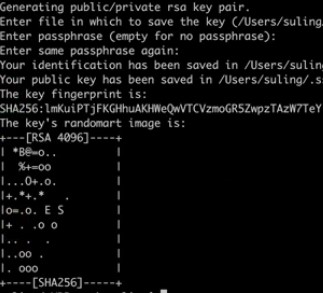 Generating public/private rsa key pair.
Enter file in which to save the key (/Users/suling/
Enter passphrase (empty for no passphrase):
Enter same passphrase again:
Your identification has been saved in /Users/suling
Your public key has been saved in /Users/suling/.s
The key fingerprint is:
SHA256:lmKuiPTjFKGHhuAKHWeQwVTCVzmoGR5ZwpzTAzW7TeY
The key's randomart image is:
+---[RSA 4096]----+
| *B@=o..         |
|  %+=oo          |
|...O+.o.         |
|+.*+.*   .       |
|o=.o. E S        |
|+ . .o o         |
|.. .  .          |
|..oo .           |
|. ooo            |
+----[SHA256]-----+